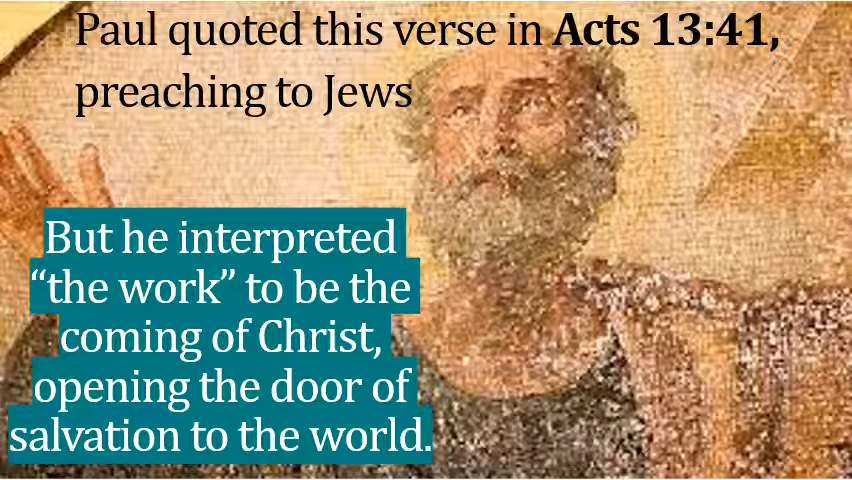 Paul quoted this verse in Acts 13:41,
preaching to Jews
But he interpreted
“the work” to be the
coming of Christ,
opening the door of
salvation to the world.